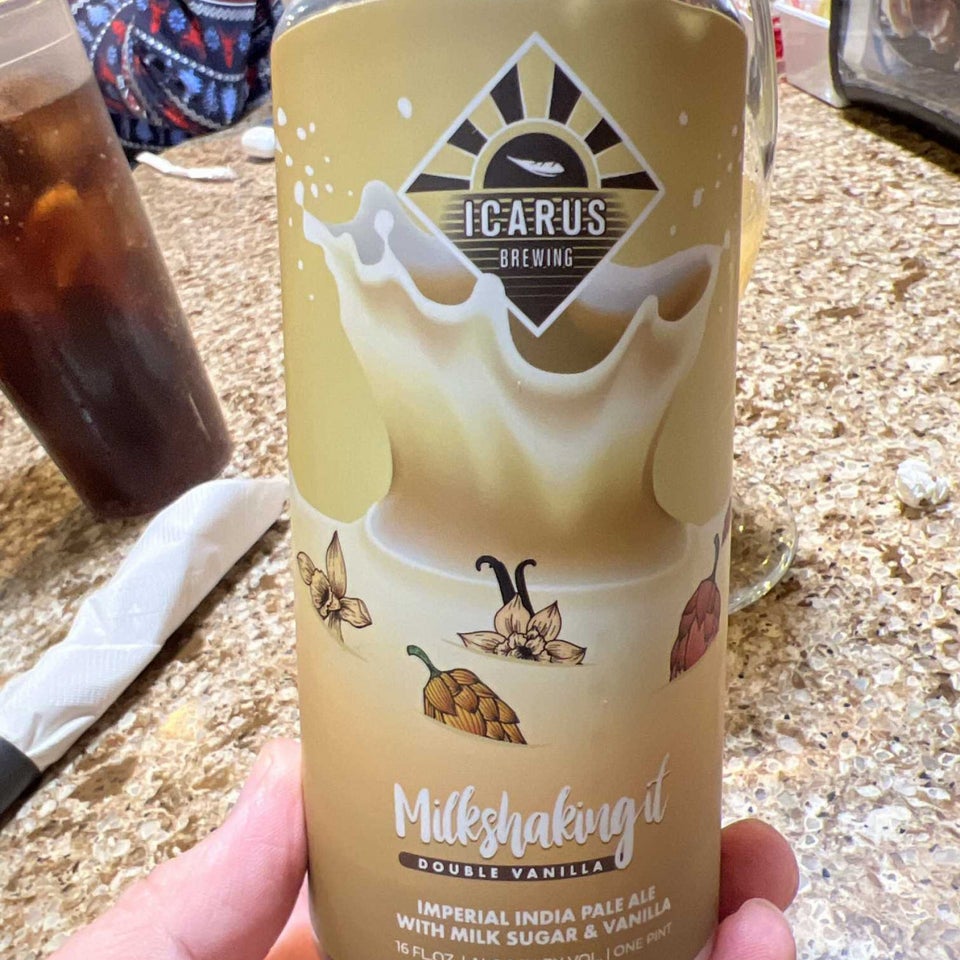 ICARUS
BREWING
Milkshaking it
DOUBLE VANILLA
IMPERIAL INDIA PALE ALE
WITH MILK SUGAR & VANILLA
16 FL OZ | VOL. | ONE PINT